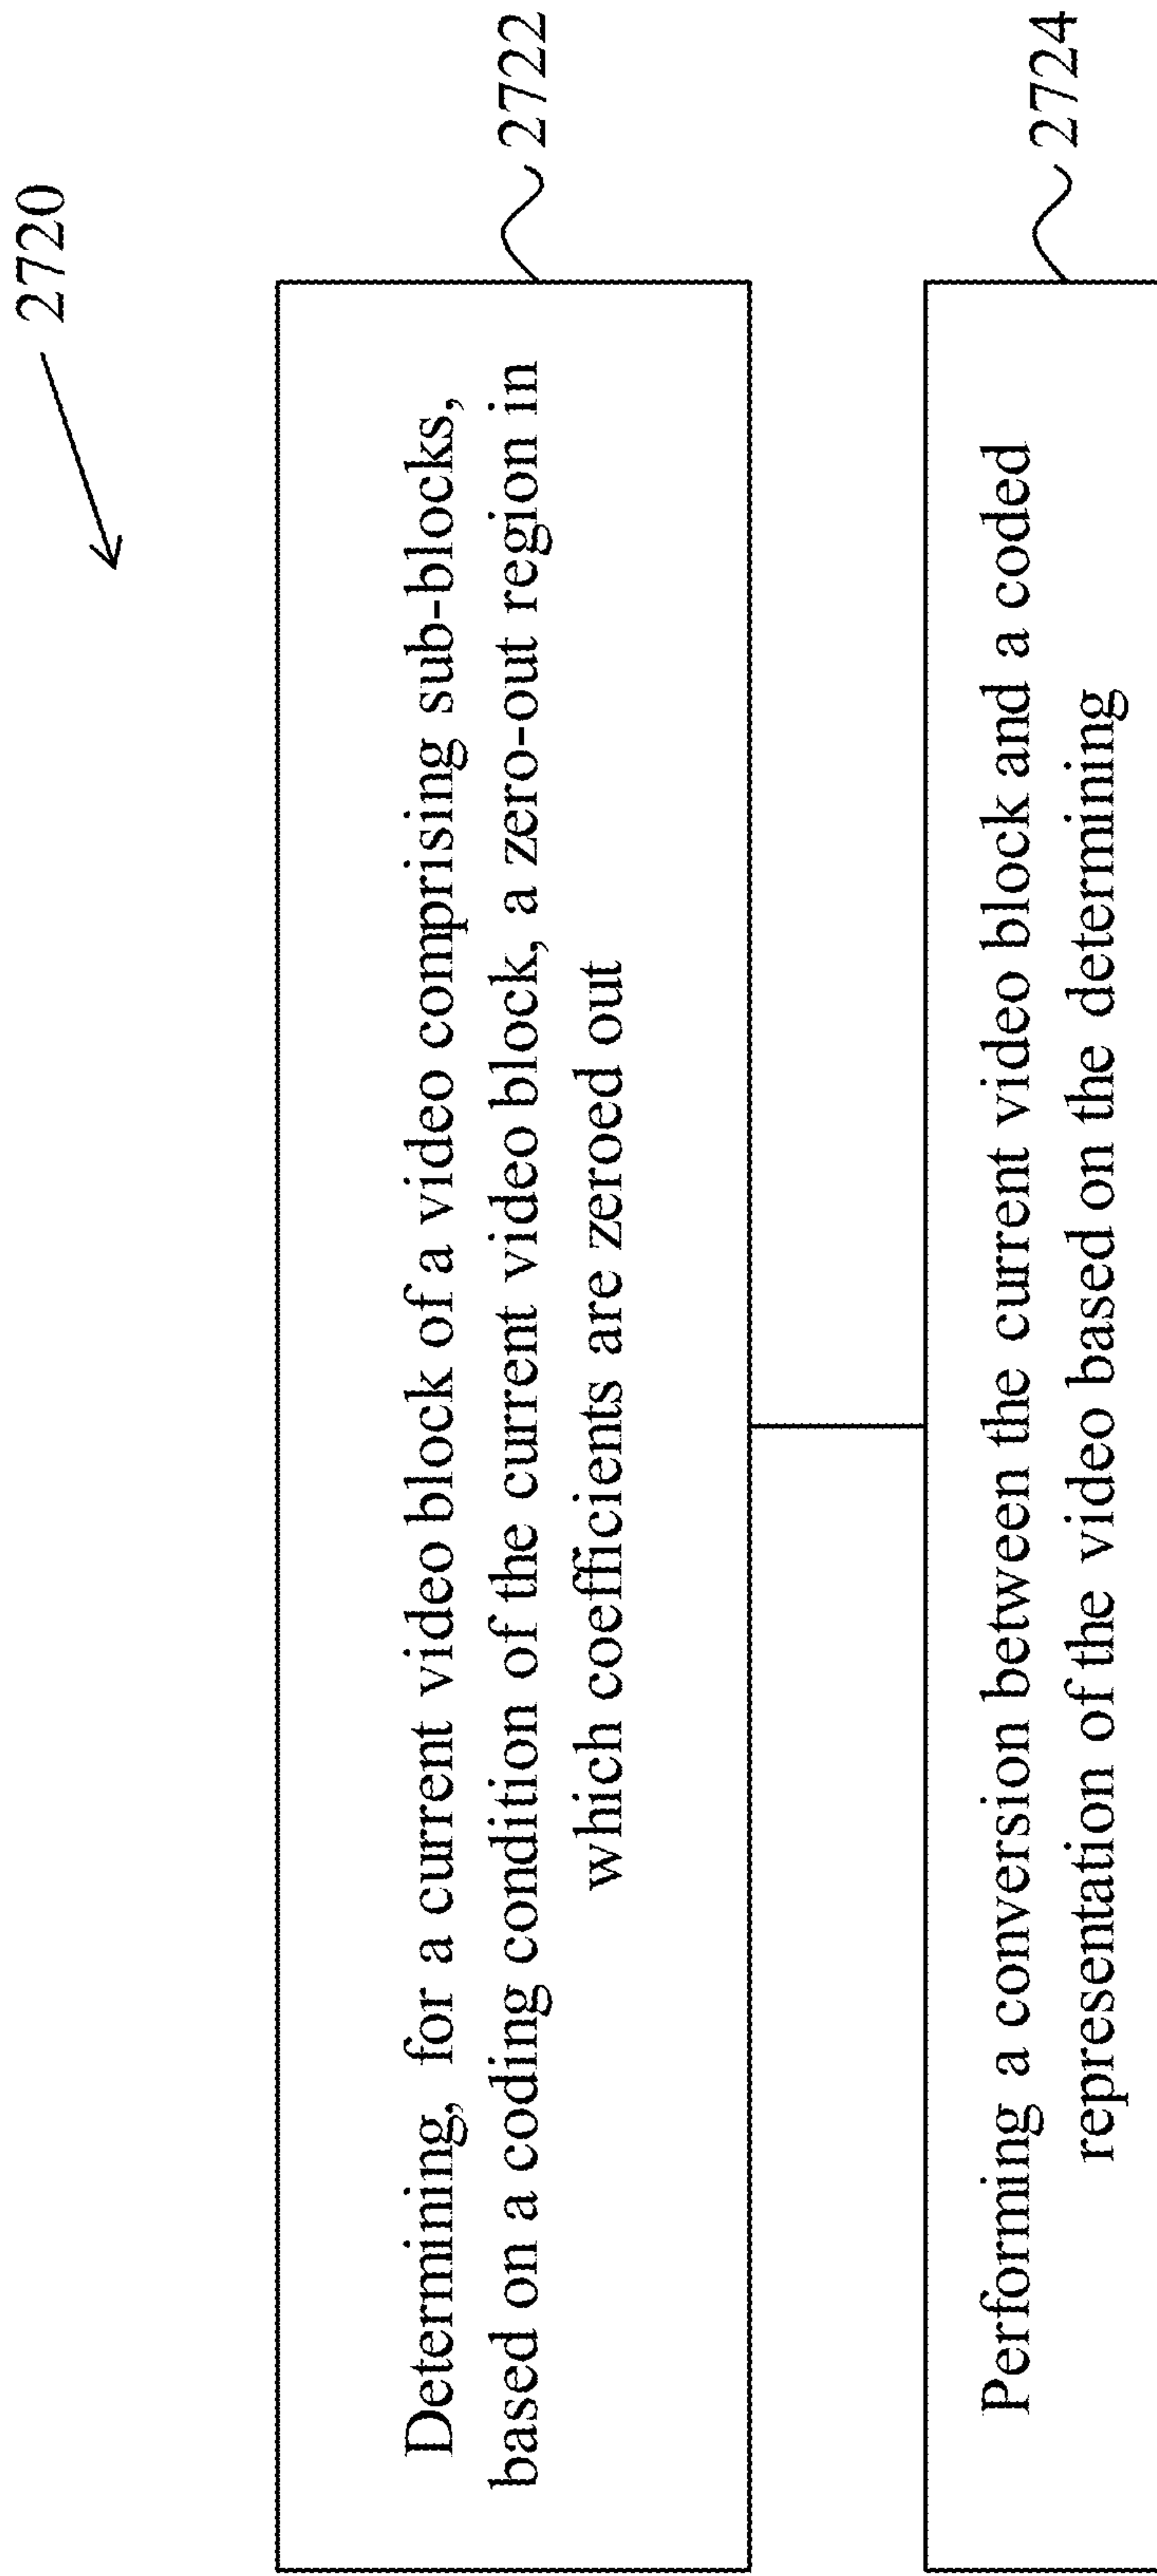 2720
Determining, for a current video block of a video comprising sub-blocks,
based on a coding condition of the current video block, a zero-out region in
which coefficients are zeroed out
2722
Performing a conversion between the current video block and a coded
representation of the video based on the determining
2724